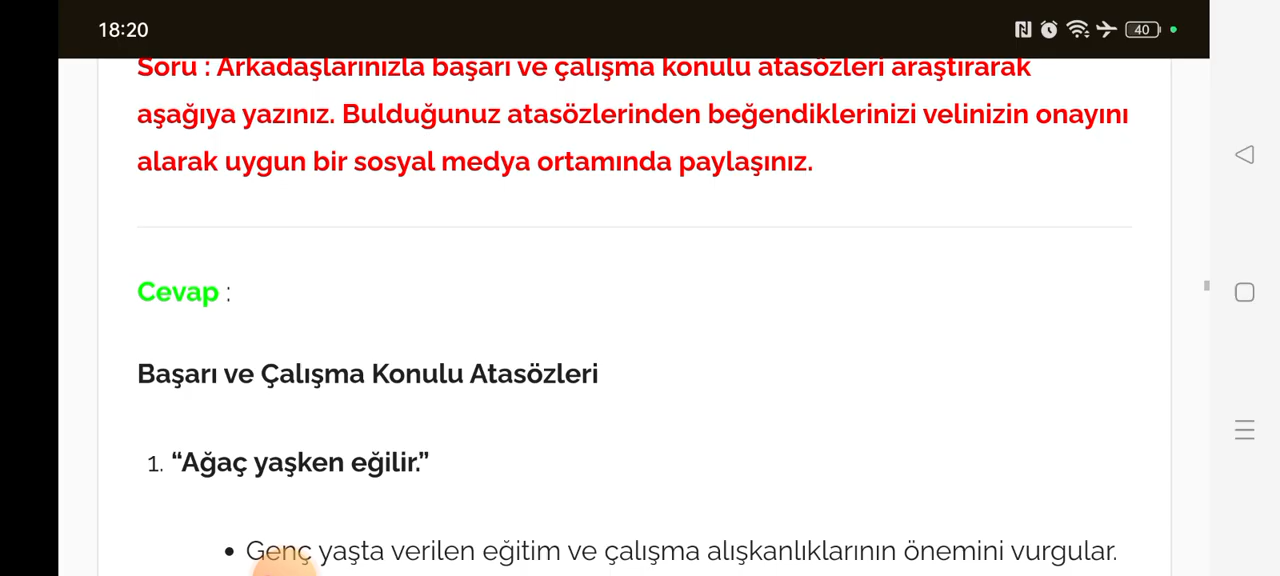 18:20
40
Soru : Arkadaşlarınızla başarı ve çalışma konulu atasözleri araştırarak
aşağıya yazınız. Bulduğunuz atasözlerinden beğendiklerinizi velinizin onayını
alarak uygun bir sosyal medya ortamında paylaşınız.
Cevap :
Başarı ve Çalışma Konulu Atasözleri
1. “Ağaç yaşken eğilir.”
• Genç yaşta verilen eğitim ve çalışma alışkanlıklarının önemini vurgular.